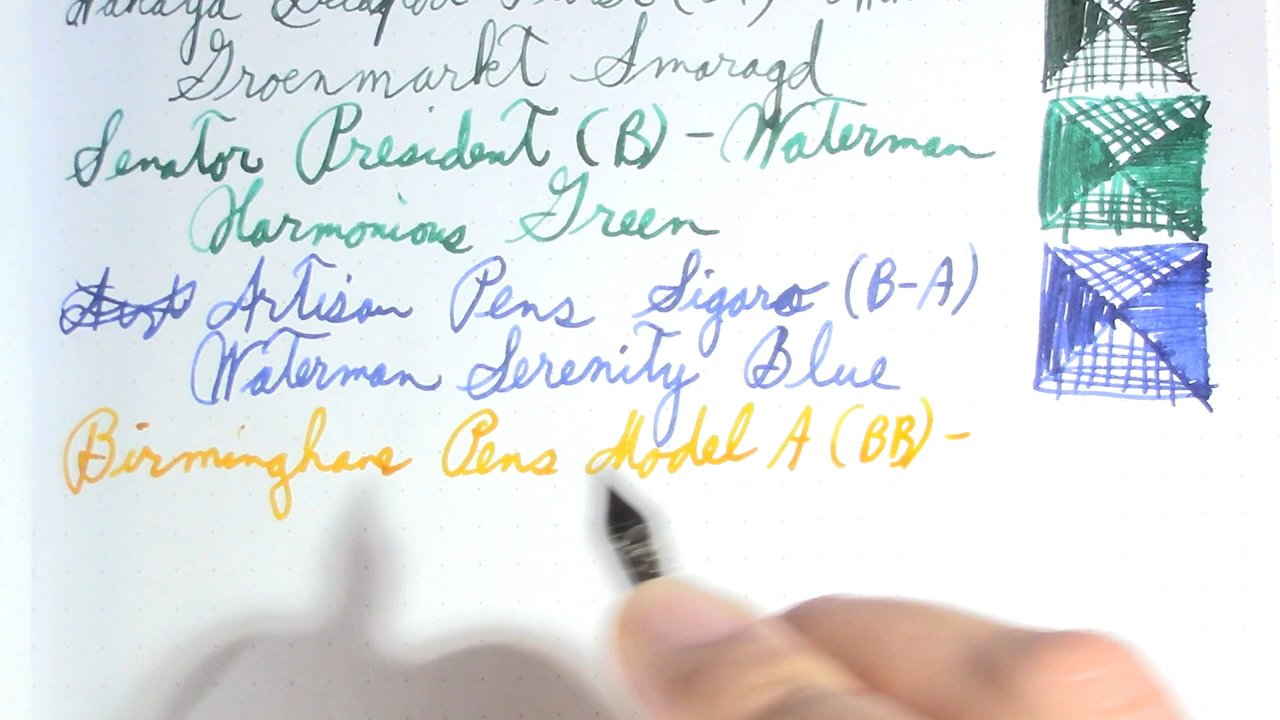 Groenmarkt Smaragd
Senator President (B) - Waterman
Harmonious Green
Artisan Pens Sigaro (B-A)
Waterman Serenity Blue
Birmingham Pens Model A (BB) -